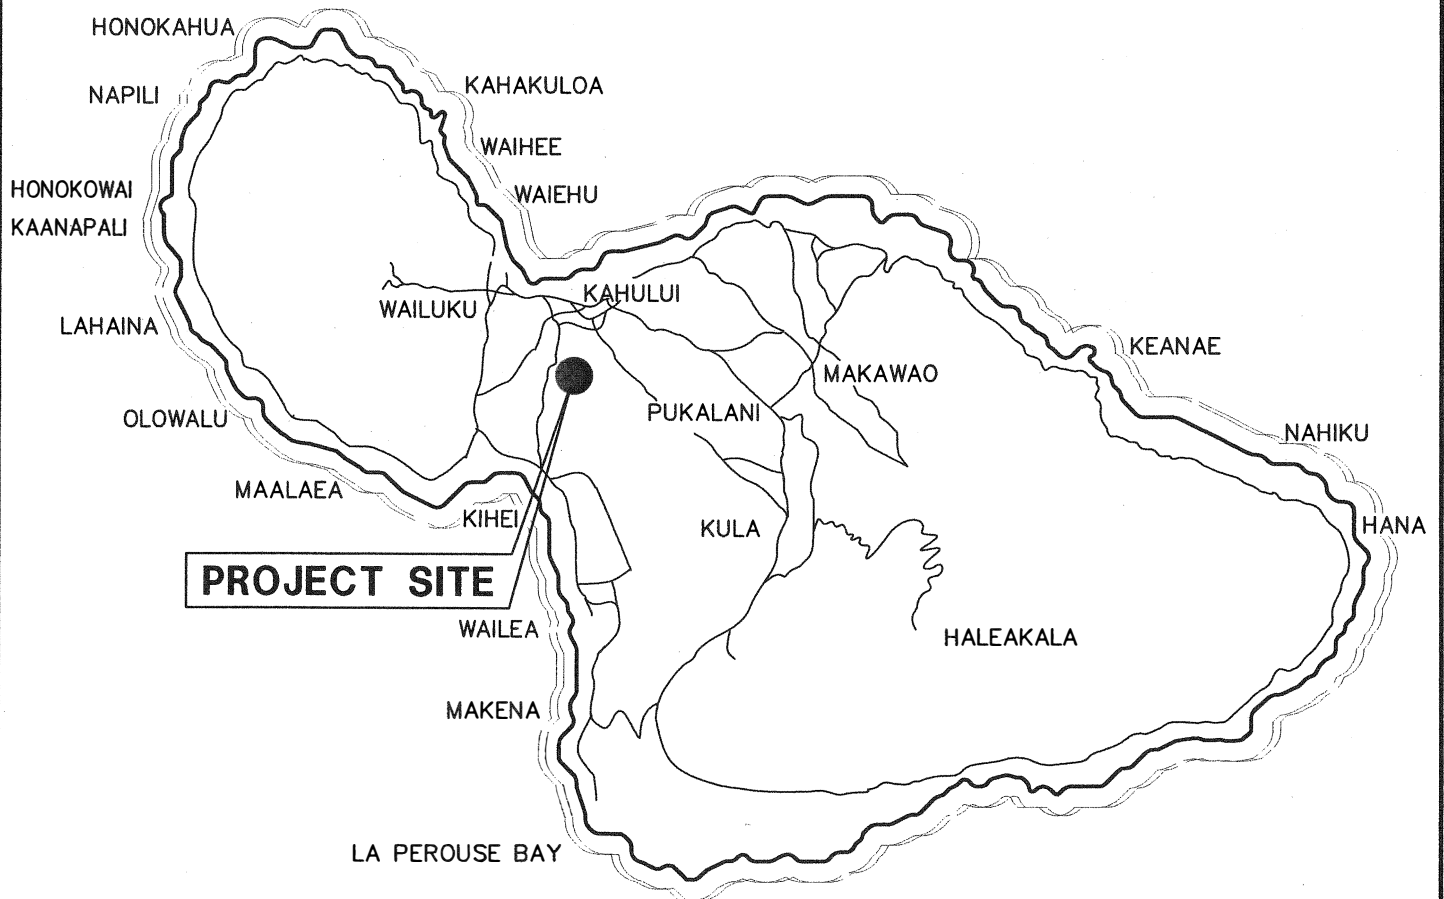 HONOKAHUA
KAHAKULOA
NAPILI
WAIHEE
HONOKOWAI
WAIEHU
KAANAPALI
KAHULUI
WAILUKU
LAHAINA
KEANAE
MAKAWAO
PUKALANI
OLOWALU
NAHIKU
MAALAEA
KIHEI
KULA
HANA
PROJECT SITE
WAILEA
HALEAKALA
MAKENA
LA PEROUSE BAY